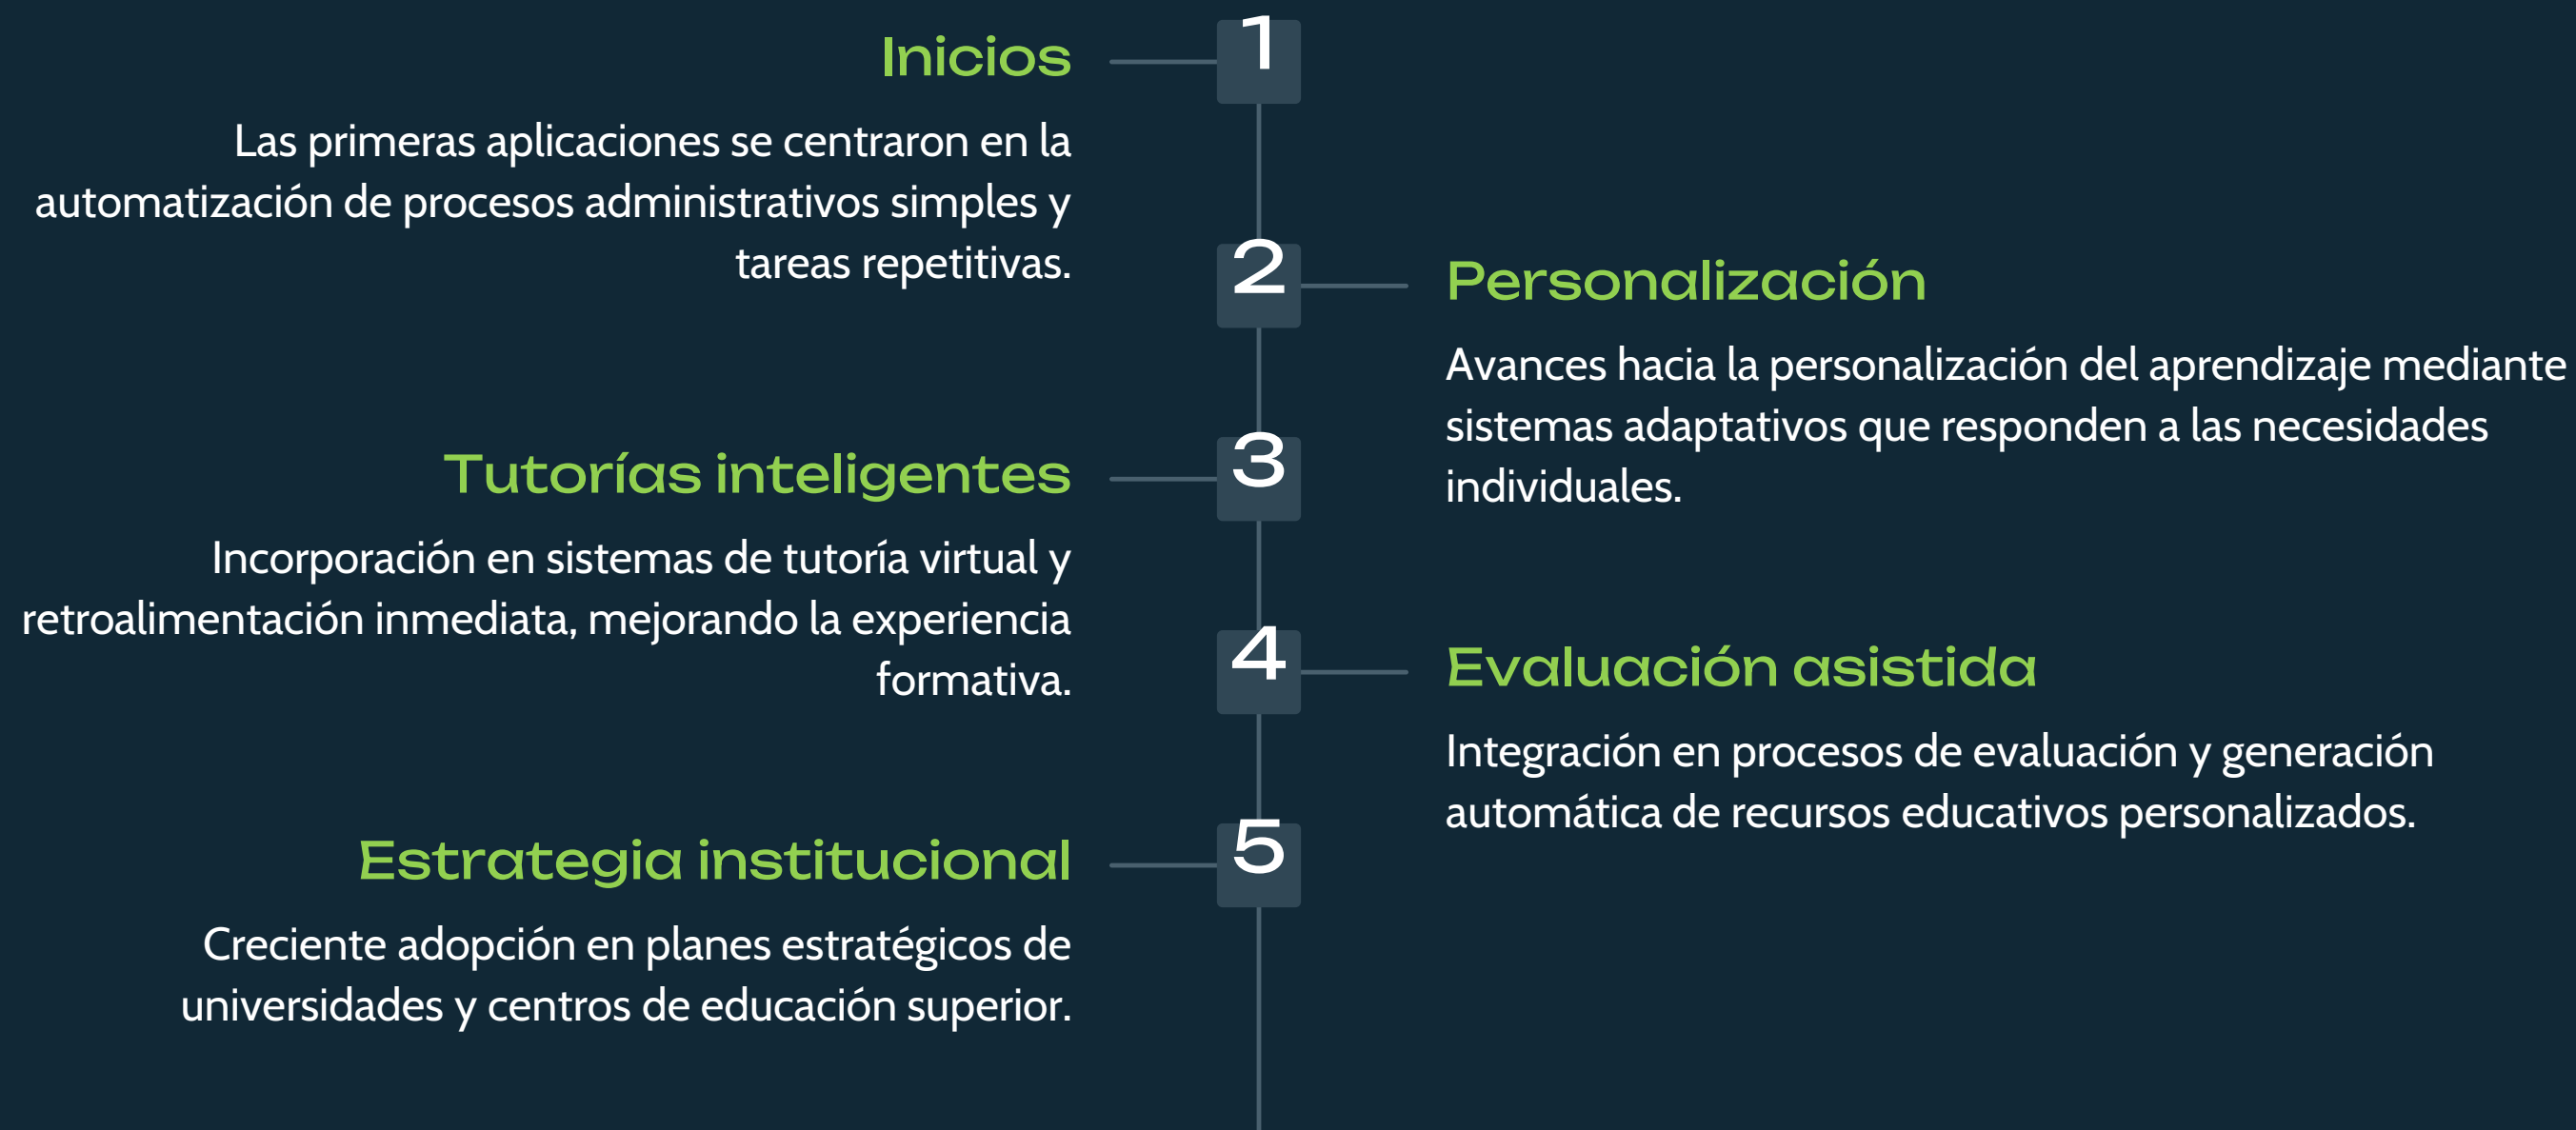 1
Inicios
Las primeras aplicaciones se centraron en la
automatización de procesos administrativos simples y
tareas repetitivas.
2
Personalización
Avances hacia la personalización del aprendizaje mediante
sistemas adaptativos que responden a las necesidades
individuales.
3
Tutorías inteligentes
Incorporación en sistemas de tutoría virtual y
retroalimentación inmediata, mejorando la experiencia
formativa.
4
Evaluación asistida
Integración en procesos de evaluación y generación
automática de recursos educativos personalizados.
5
Estrategia institucional
Creciente adopción en planes estratégicos de
universidades y centros de educación superior.